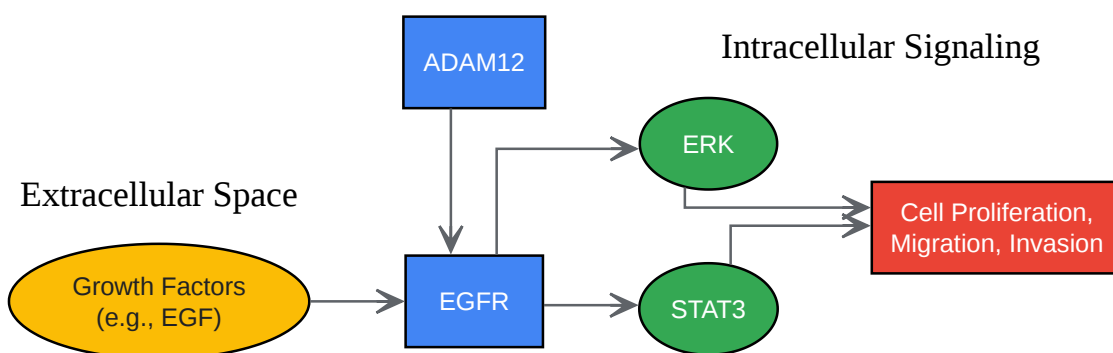 ADAM12
Intracellular Signaling
ERK
Extracellular Space
Cell Proliferation,
Migration, Invasion
Growth Factors
(e.g., EGF)
EGFR
STAT3